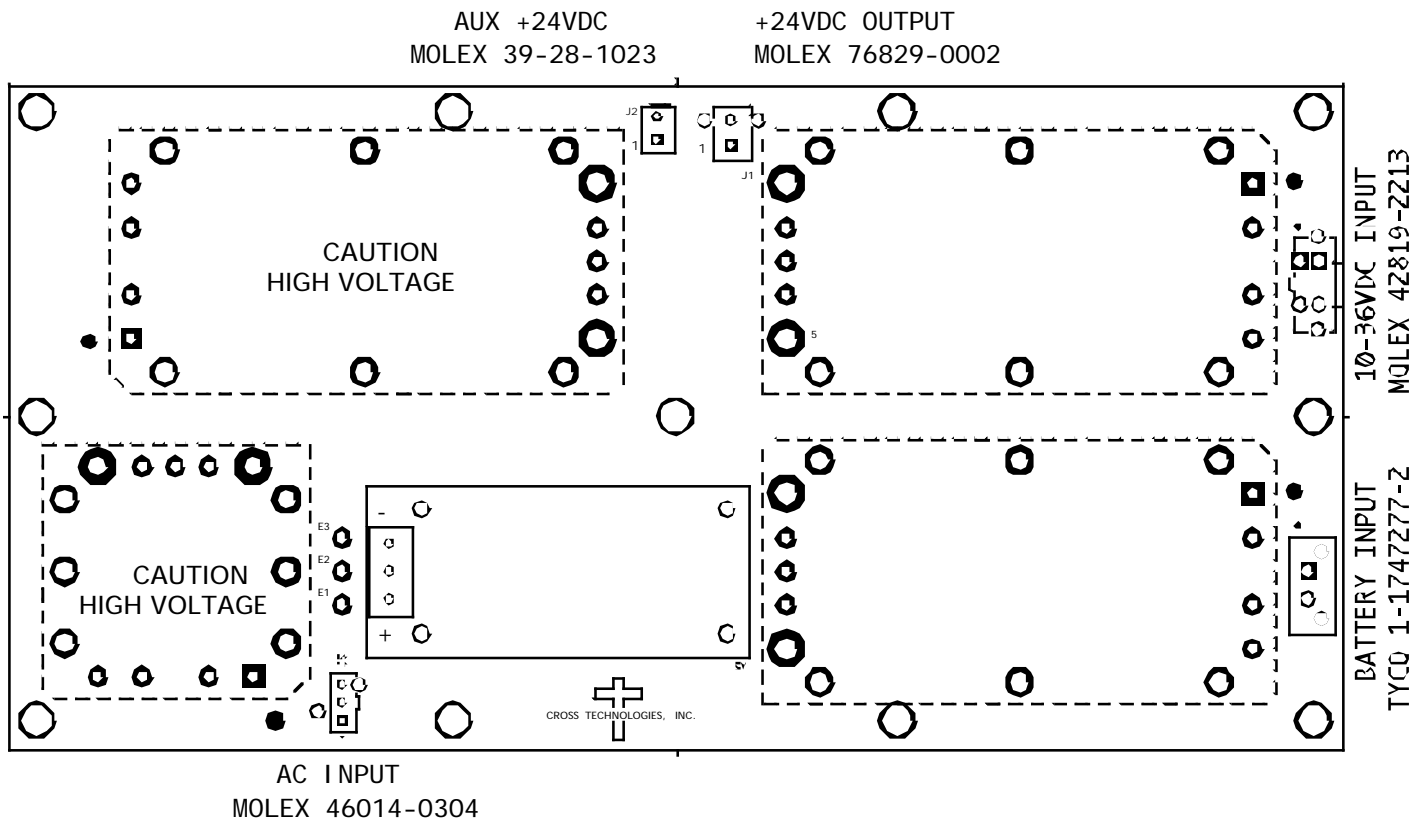 AUX +24VDC
MOLEX 39-28-1023
+24VDC OUTPUT
MOLEX 76829-0002
J2
1
1
J1
CAUTION
HIGH VOLTAGE
5
10-36VDC INPUT
MOLEX 42819-2213
-
E3
E2
E1
+
CAUTION
HIGH VOLTAGE
BATTERY INPUT
TYCO 1-1747277-2
CROSS TECHNOLOGIES, INC.
AC INPUT
MOLEX 46014-0304